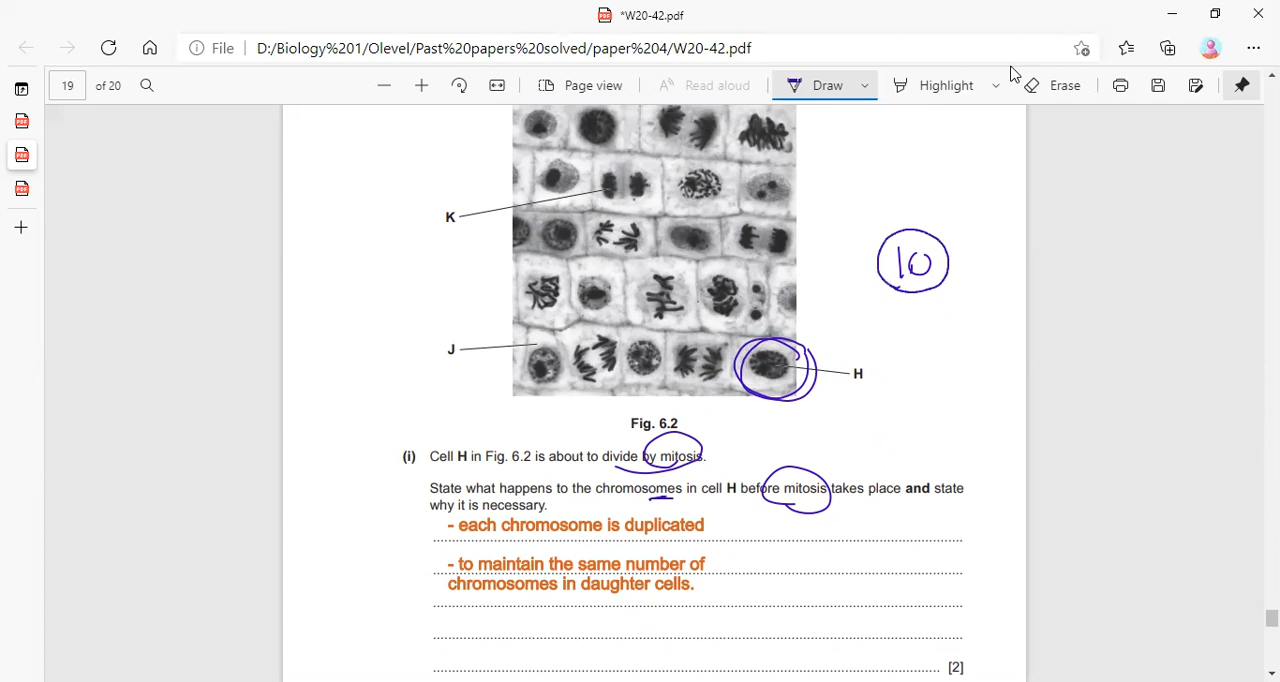 *W20-42.pdf
File D:/Biology%201/Olevel/Past%20papers%20solved/paper%204/W20-42.pdf
19 of 20 Page view Read aloud Draw Highlight Erase
K
10
J
H
Fig. 6.2
(i) Cell H in Fig. 6.2 is about to divide by mitosis.
State what happens to the chromosomes in cell H before mitosis takes place and state
why it is necessary.
- each chromosome is duplicated
- to maintain the same number of
chromosomes in daughter cells.
[2]